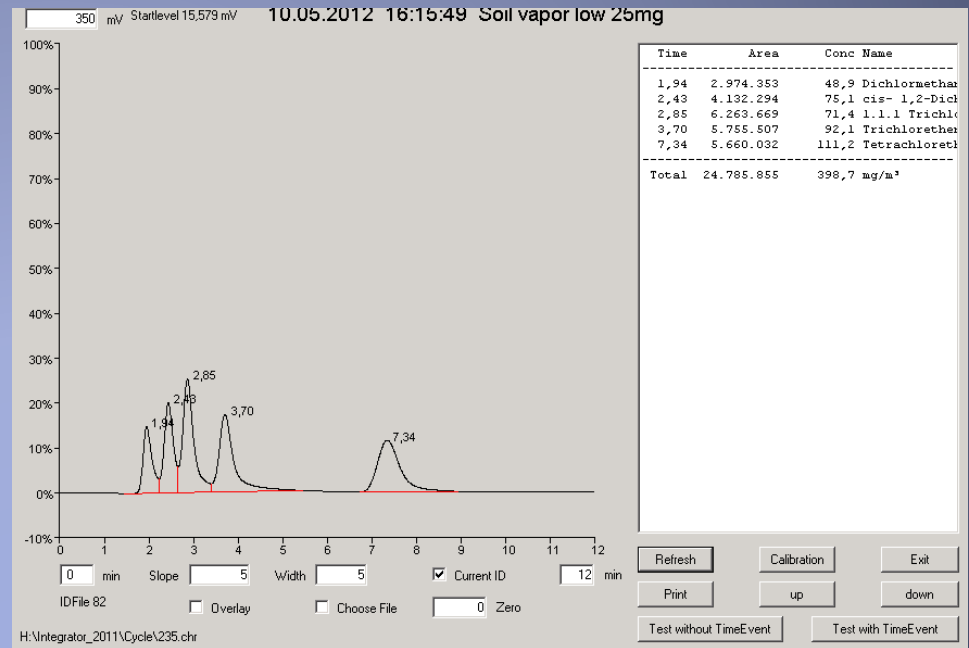 350 mV Startlevel 15,579 mV 10.05.2012 16:15:49 Soil vapor low 25mg
100%
90%
80%
70%
60%
50%
40%
30%
20%
10%
0%
-10%
1,94
2,43
2,85
3,70
7,34
0 1 2 3 4 5 6 7 8 9 10 11 12
Time Area Conc Name
1,94 2.974.353 48,9 Dichlormethan
2,43 4.132.294 75,1 cis- 1,2-Dich
2,85 6.263.669 71,4 1.1.1 Trichlo
3,70 5.755.507 92,1 Trichlorethen
7,34 5.660.032 111,2 Tetrachloreth
Total 24.785.855 398,7 mg/m³
0 min Slope 5 Width 5 Current ID 12 min
IDFile 82 Overlay Choose File 0 Zero
H:\Integrator_2011\Cycle\235.chr
Refresh Calibration Exit
Print up down
Test without TimeEvent Test with TimeEvent